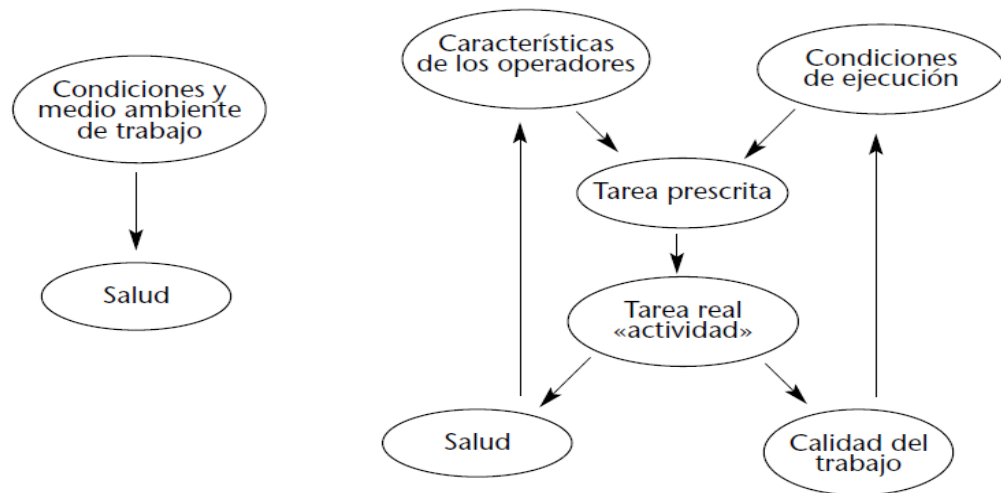 Condiciones y
medio ambiente
de trabajo
Salud
Características
de los operadores
Condiciones
de ejecución
Tarea prescrita
Tarea real
«actividad»
Salud
Calidad del
trabajo